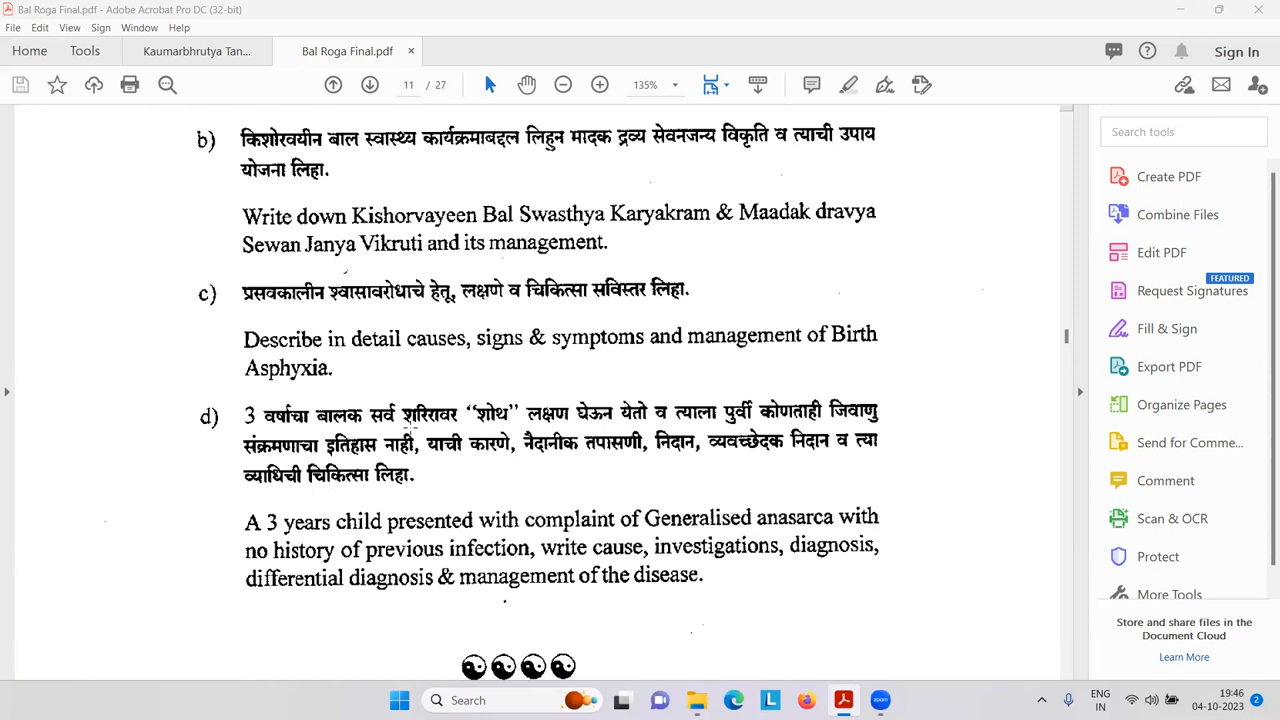 Bal Roga Final.pdf - Adobe Acrobat Pro DC (32-bit)
File Edit View Sign Window Help
Home Tools Kaumarbhrutya Tan... Bal Roga Final.pdf × Sign In
11 / 27 135%
b) किशोरवयीन बाल स्वास्थ्य कार्यक्रमाबद्दल लिहुन मादक द्रव्य सेवनजन्य विकृति व त्याची उपाय
योजना लिहा.
Write down Kishorvayeen Bal Swasthya Karyakram & Maadak dravya
Sewan Janya Vikruti and its management.
c) प्रसवकालीन श्वासावरोधाचे हेतू, लक्षणे व चिकित्सा सविस्तर लिहा.
Describe in detail causes, signs & symptoms and management of Birth
Asphyxia.
d) 3 वर्षाचा बालक सर्व शरिरावर “शोथ” लक्षण घेऊन येतो व त्याला पुर्वी कोणताही जिवाणु
संक्रमणाचा इतिहास नाही, याची कारणे, नैदानीक तपासणी, निदान, व्यवच्छेदक निदान व त्या
व्याधिची चिकित्सा लिहा.
A 3 years child presented with complaint of Generalised anasarca with
no history of previous infection, write cause, investigations, diagnosis,
differential diagnosis & management of the disease.
Search tools
Create PDF
Combine Files
Edit PDF
FEATURED
Request Signatures
Fill & Sign
Export PDF
Organize Pages
Send for Comme...
Comment
Scan & OCR
Protect
More Tools
Store and share files in the
Document Cloud
Learn More
Search
ENG
IN
19:46
04-10-2023
2